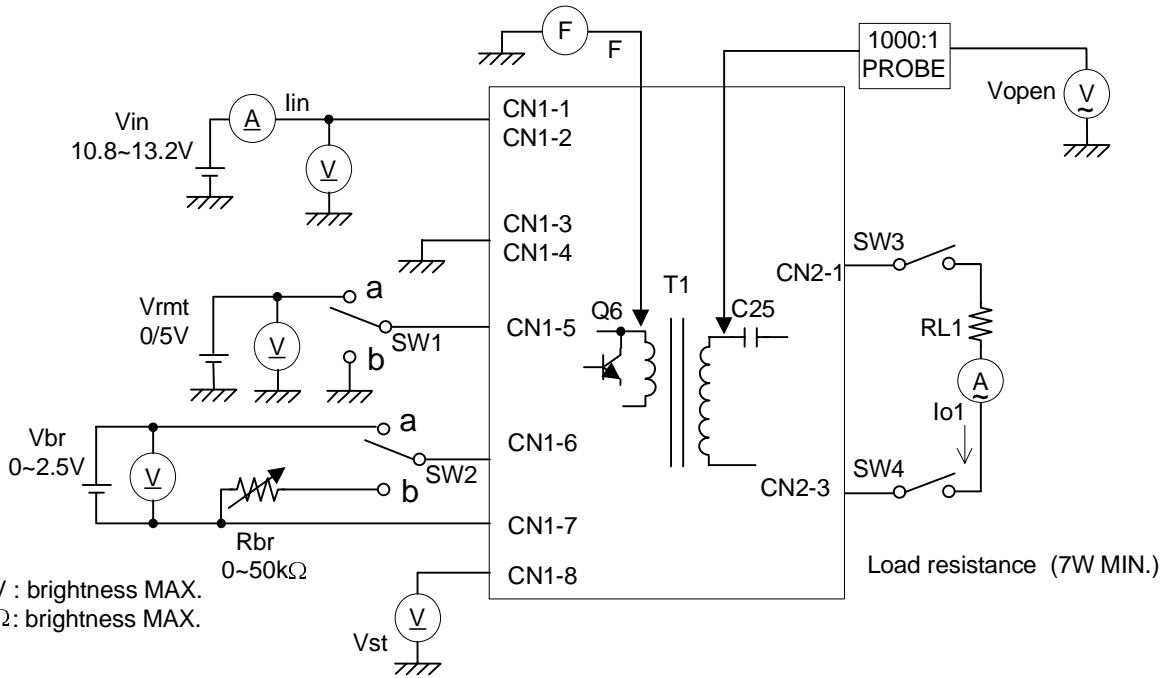 F
F
1000:1
PROBE
Vopen
V
~
Iin
A
Vin
10.8~13.2V
V
CN1-1
CN1-2
CN1-3
CN1-4
SW3
CN2-1
T1
a
Vrmt
0/5V
V
SW1
b
CN1-5
Q6
C25
RL1
A
~
Io1
a
Vbr
0~2.5V
V
SW2
b
CN1-6
SW4
CN2-3
CN1-7
Rbr
0~50kΩ
CN1-8
Load resistance (7W MIN.)
V : brightness MAX.
Ω: brightness MAX.
V
Vst